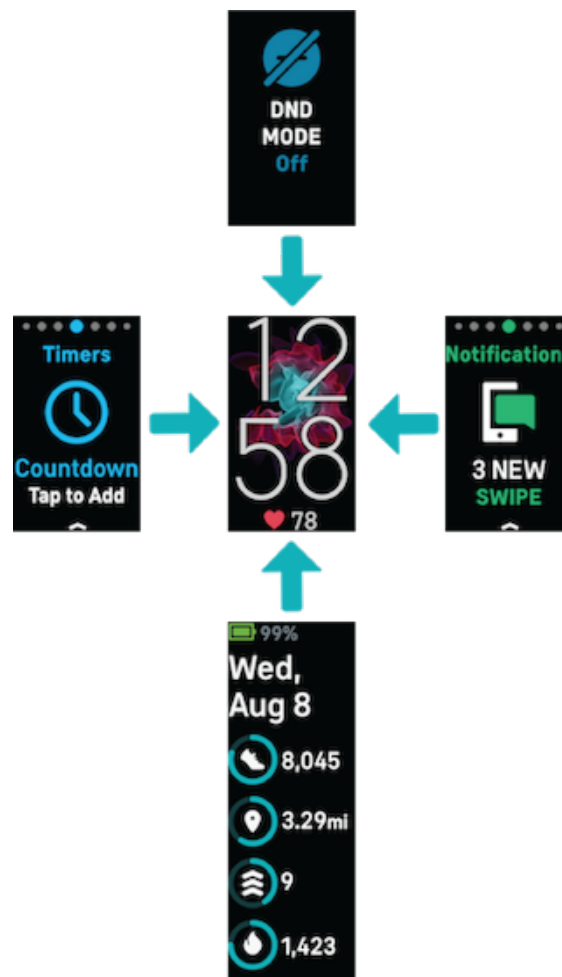 DND
MODE
Off
Timers
Countdown
Tap to Add
12
58
78
Notification
3 NEW
SWIPE
99%
Wed,
Aug 8
8,045
3.29mi
9
1,423